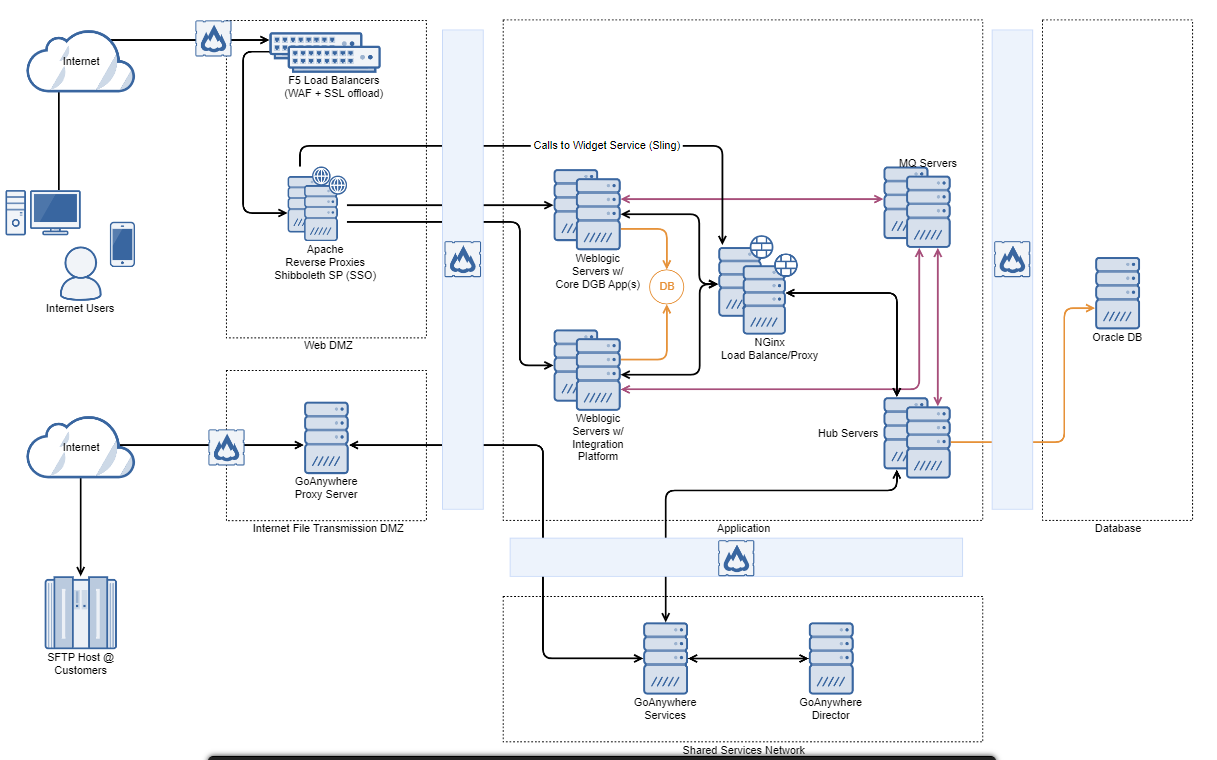 Internet
F5 Load Balancers
(WAF + SSL offload)
Calls to Widget Service (Sling)
MQ Servers
Apache
Reverse Proxies
Shibboleth SP (SSO)
Weblogic
Servers w/
Core DGB App(s)
DB
Internet Users
Web DMZ
NGinx
Load Balance/Proxy
Oracle DB
Weblogic
Servers w/
Integration
Platform
Hub Servers
Internet
GoAnywhere
Proxy Server
Internet File Transmission DMZ
Application
Database
SFTP Host @
Customers
GoAnywhere
Services
GoAnywhere
Director
Shared Services Network